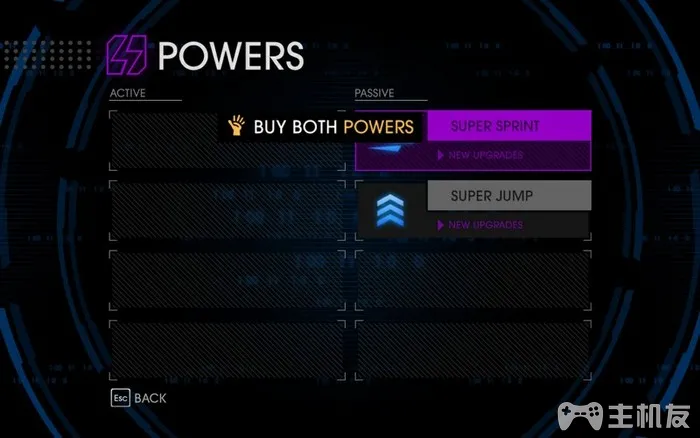 POWERS
ACTIVE
PASSIVE
BUY BOTH POWERS
SUPER SPRINT
NEW UPGRADES
SUPER JUMP
NEW UPGRADES
Esc BACK
主机友